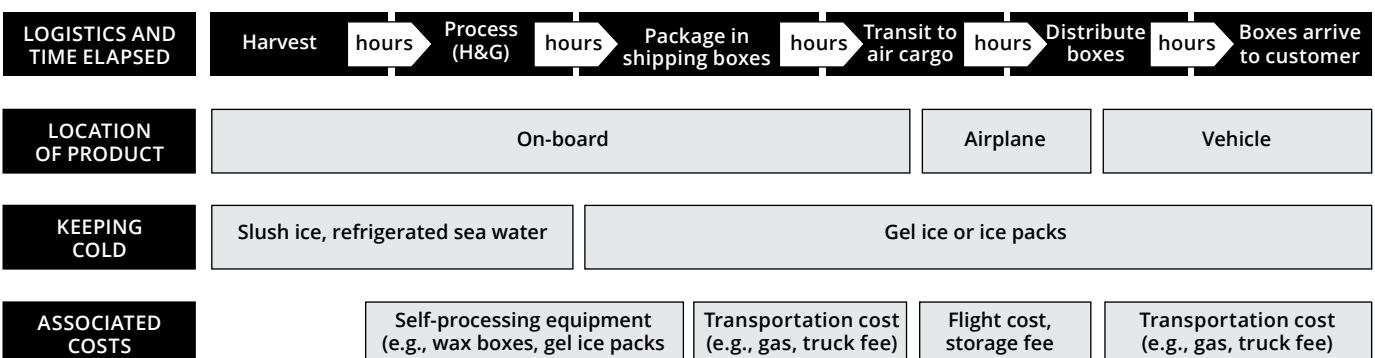 LOGISTICS AND
TIME ELAPSED
Harvest
hours
Process
(H&G)
hours
Package in
shipping boxes
hours
Transit to
air cargo
hours
Distribute
boxes
hours
Boxes arrive
to customer
LOCATION
OF PRODUCT
On-board
Airplane
Vehicle
KEEPING
COLD
Slush ice, refrigerated sea water
Gel ice or ice packs
ASSOCIATED
COSTS
Self-processing equipment
(e.g., wax boxes, gel ice packs
Transportation cost
(e.g., gas, truck fee)
Flight cost,
storage fee
Transportation cost
(e.g., gas, truck fee)